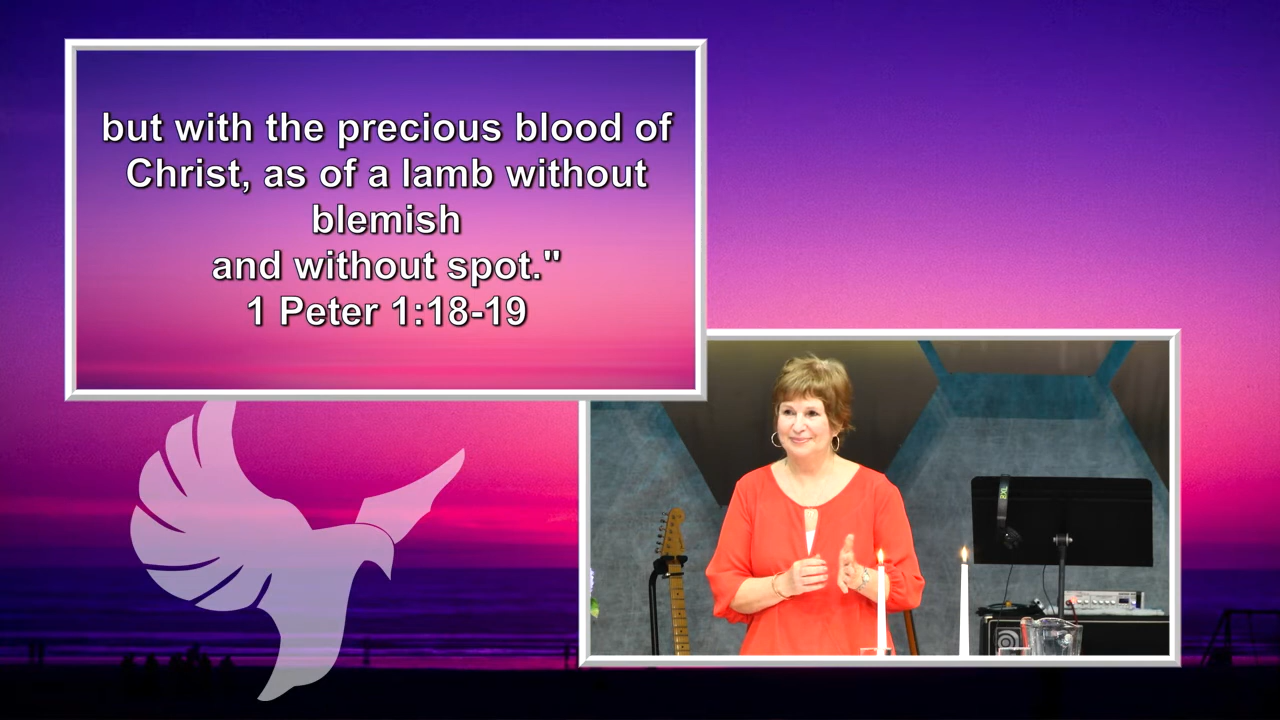 but with the precious blood of
Christ, as of a lamb without
blemish
and without spot."
1 Peter 1:18-19
2XL